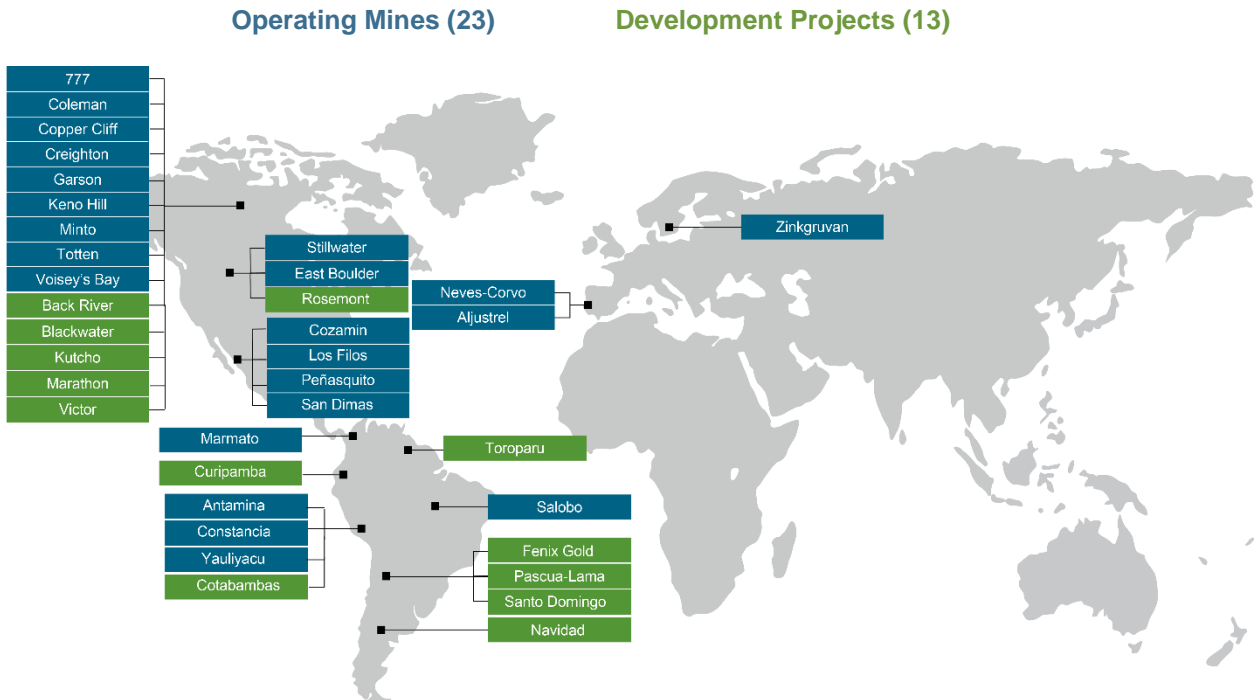 Operating Mines (23)
Development Projects (13)
777
Coleman
Copper Cliff
Creighton
Garson
Keno Hill
Minto
Totten
Voisey's Bay
Back River
Blackwater
Kutcho
Marathon
Victor
Stillwater
East Boulder
Rosemont
Cozamin
Los Filos
Peñasquito
San Dimas
Zinkgruvan
Neves-Corvo
Aljustrel
Marmato
Curipamba
Toroparu
Antamina
Constancia
Yauliyacu
Cotabambas
Salobo
Fenix Gold
Pascua-Lama
Santo Domingo
Navidad